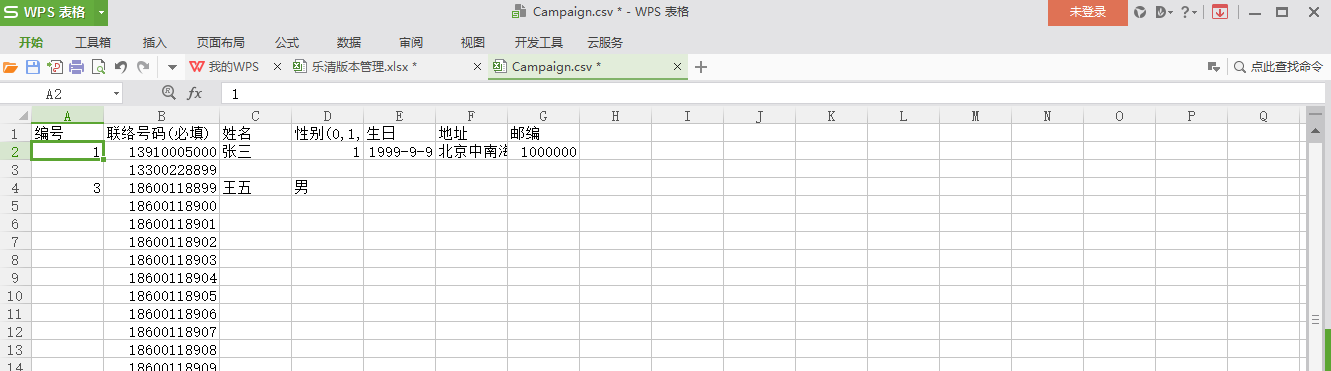 S WPS 表格
Campaign.csv * - WPS 表格
未登录
开始 工具箱 插入 页面布局 公式 数据 审阅 视图 开发工具 云服务
我的WPS 乐清版本管理.xlsx * Campaign.csv * 点此查找命令
A2 fx 1
A B C D E F G H I J K L M N O P Q
1 编号 联络号码(必填) 姓名 性别(0,1, 生日 地址 邮编
2 1 13910005000 张三 1 1999-9-9 北京中南海 1000000
3 13300228899
4 3 18600118899 王五 男
5 18600118900
6 18600118901
7 18600118902
8 18600118903
9 18600118904
10 18600118905
11 18600118906
12 18600118907
13 18600118908
14 18600118909